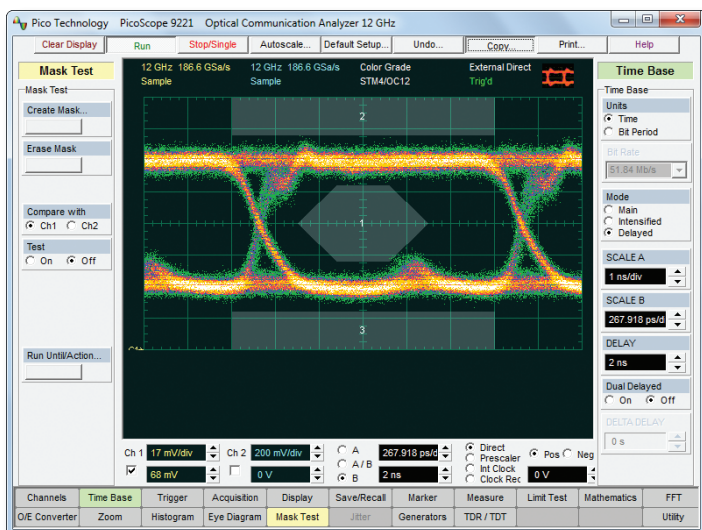 Pico Technology PicoScope 9221 Optical Communication Analyzer 12 GHz
Clear Display Run Stop/Single Autoscale... Default Setup... Undo... Copy... Print... Help
Mask Test
Mask Test
Create Mask...
Erase Mask
Compare with
Ch1 Ch2
Test
On Off
Run Until/Action...
12 GHz 186.6 GSa/s 12 GHz 186.6 GSa/s Color Grade External Direct
Sample Sample STM4/OC12 Trig'd
2
1
3
Time Base
Time Base
Units
Time
Bit Period
Bit Rate
51.84 Mb/s
Mode
Main
Intensified
Delayed
SCALE A
1 ns/div
SCALE B
267.918 ps/d
DELAY
2 ns
Dual Delayed
On Off
DELTA DELAY
0 s
Ch 1 17 mV/div Ch 2 200 mV/div A 267.918 ps/d Direct Pos Neg
A / B Prescaler
68 mV 0 V B 2 ns Int Clock 0 V
Clock Rec
Channels Time Base Trigger Acquisition Display Save/Recall Marker Measure Limit Test Mathematics FFT
O/E Converter Zoom Histogram Eye Diagram Mask Test Jitter Generators TDR / TDT Utility